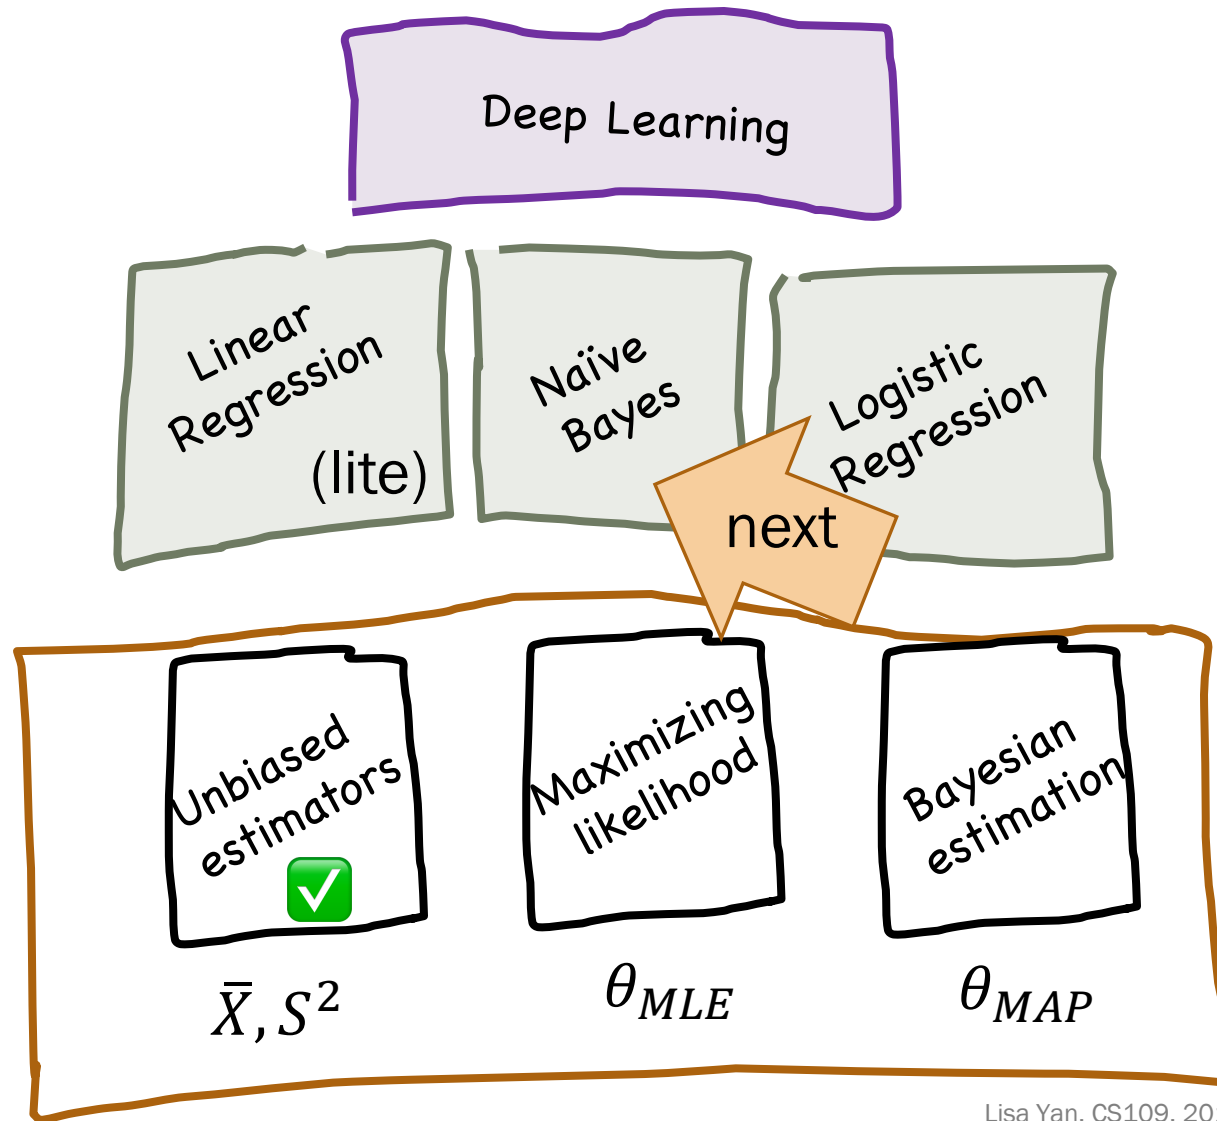 Deep Learning
Linear
Regression
(lite)
Naïve
Bayes
Logistic
Regression
next
Unbiased
estimators
Maximizing
likelihood
Bayesian
estimation
X̄, S²
θ_MLE
θ_MAP
Lisa Yan, CS109,